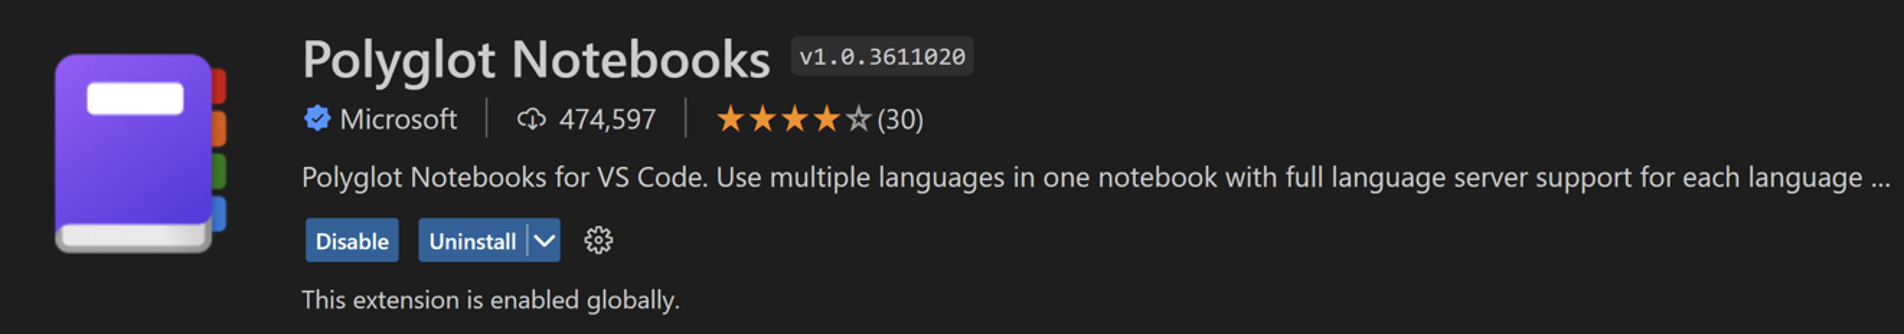 Polyglot Notebooks v1.0.3611020
Microsoft 474,597 (30)
Polyglot Notebooks for VS Code. Use multiple languages in one notebook with full language server support for each language ...
Disable Uninstall
This extension is enabled globally.